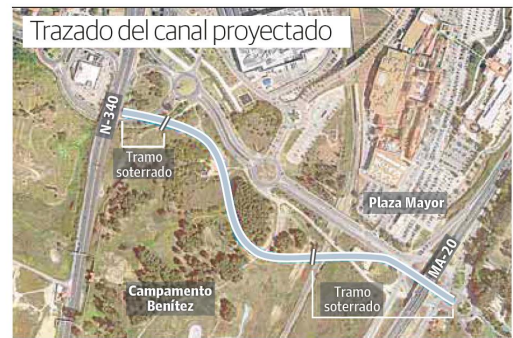 Trazado del canal proyectado
N-340
Tramo
soterrado
Plaza Mayor
MA-20
Campamento
Benítez
Tramo
soterrado